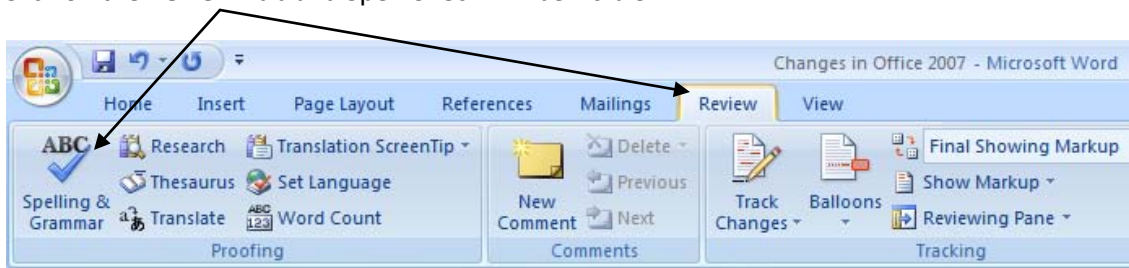 Changes in Office 2007 - Microsoft Word
Home Insert Page Layout References Mailings Review View
ABC Research Translation ScreenTip Delete Final Showing Markup
Thesaurus Set Language Previous Show Markup
Spelling & Grammar Translate ABC 123 Word Count New Comment Next Track Changes Balloons Reviewing Pane
Proofing Comments Tracking